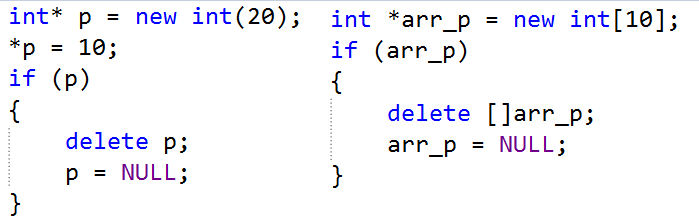 int* p = new int(20);
*p = 10;
if (p)
{
    delete p;
    p = NULL;
}
int *arr_p = new int[10];
if (arr_p)
{
    delete []arr_p;
    arr_p = NULL;
}